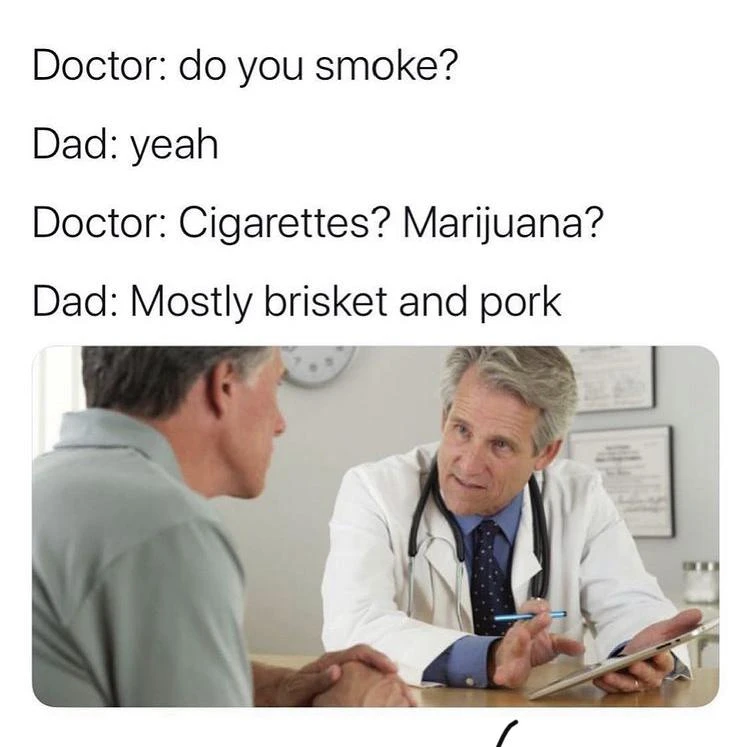 Doctor: do you smoke?
Dad: yeah
Doctor: Cigarettes? Marijuana?
Dad: Mostly brisket and pork